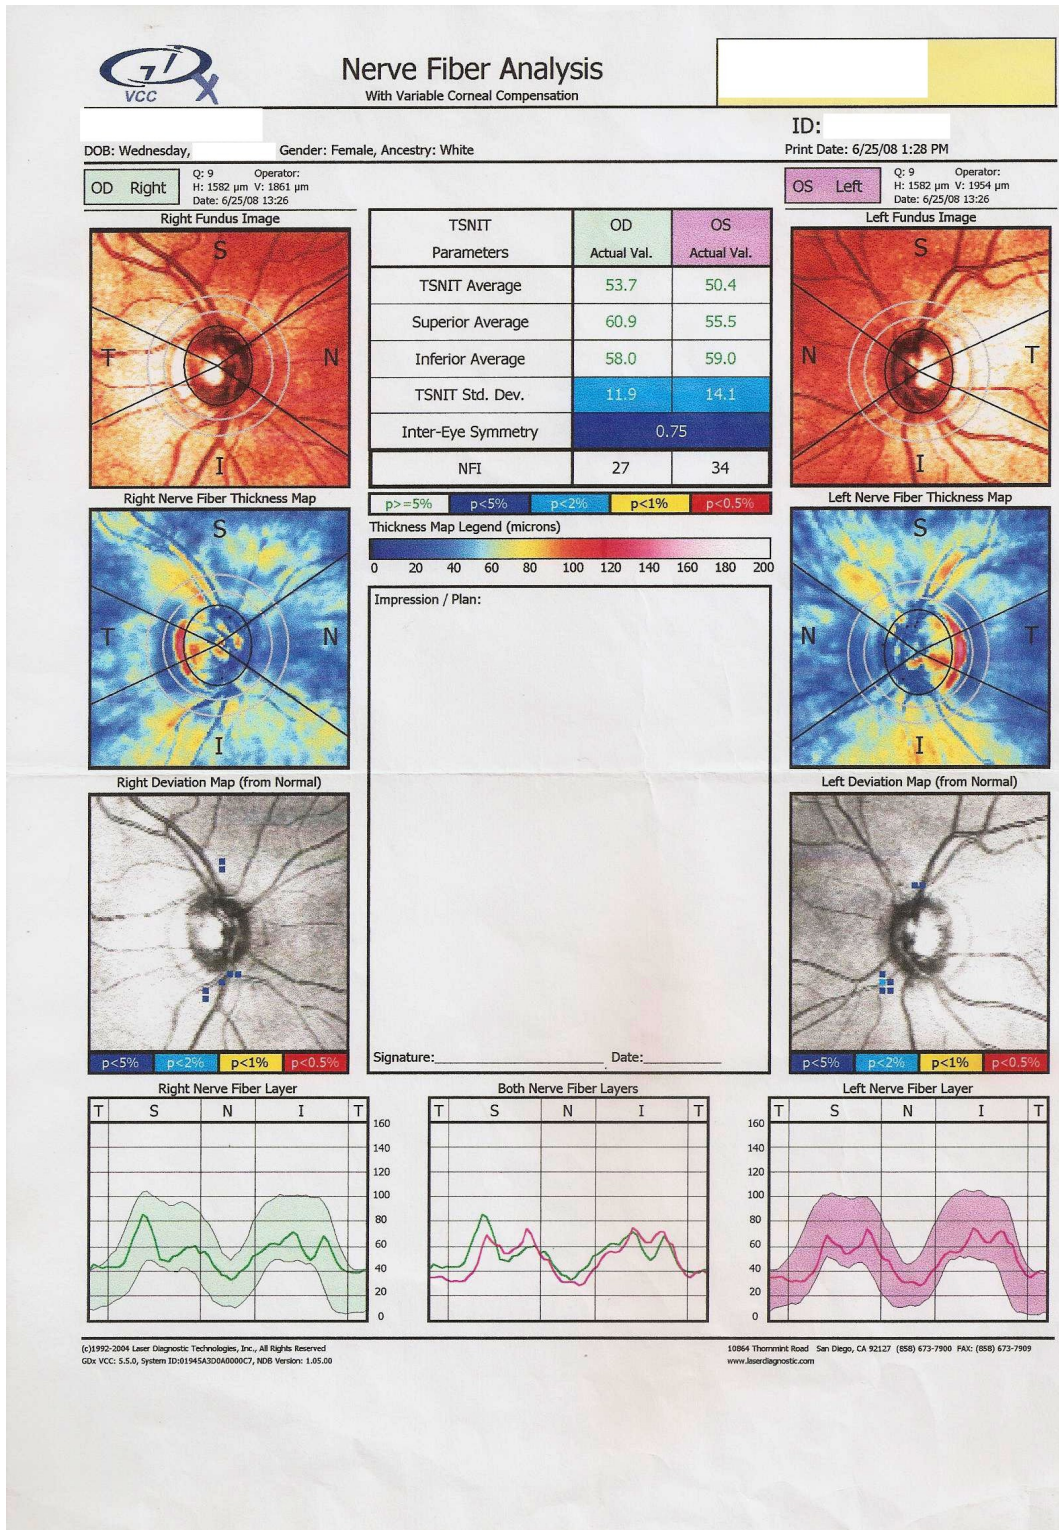 VCC
GDx
Nerve Fiber Analysis
With Variable Corneal Compensation
ID:
DOB: Wednesday, Gender: Female, Ancestry: White
Print Date: 6/25/08 1:28 PM
OD Right
Q: 9 Operator:
H: 1582 µm V: 1861 µm
Date: 6/25/08 13:26
OS Left
Q: 9 Operator:
H: 1582 µm V: 1954 µm
Date: 6/25/08 13:26
Right Fundus Image
S
T N
I
TSNIT OD OS
Parameters Actual Val. Actual Val.
TSNIT Average 53.7 50.4
Superior Average 60.9 55.5
Inferior Average 58.0 59.0
TSNIT Std. Dev. 11.9 14.1
Inter-Eye Symmetry 0.75
NFI 27 34
p>=5% p<5% p<2% p<1% p<0.5%
Left Fundus Image
S
N T
I
Right Nerve Fiber Thickness Map
S
T N
I
Thickness Map Legend (microns)
0 20 40 60 80 100 120 140 160 180 200
Left Nerve Fiber Thickness Map
S
N T
I
Impression / Plan:
Right Deviation Map (from Normal)
p<5% p<2% p<1% p<0.5%
Left Deviation Map (from Normal)
p<5% p<2% p<1% p<0.5%
Signature: Date:
Right Nerve Fiber Layer
T S N I T
160
140
120
100
80
60
40
20
0
Both Nerve Fiber Layers
T S N I T
Left Nerve Fiber Layer
T S N I T
160
140
120
100
80
60
40
20
0
(c)1992-2004 Laser Diagnostic Technologies, Inc., All Rights Reserved
GDx VCC: 5.5.0, System ID:01945A3D0A0000C7, NDB Version: 1.05.00
10864 Thornmint Road San Diego, CA 92127 (858) 673-7900 FAX: (858) 673-7909
www.laserdiagnostic.com